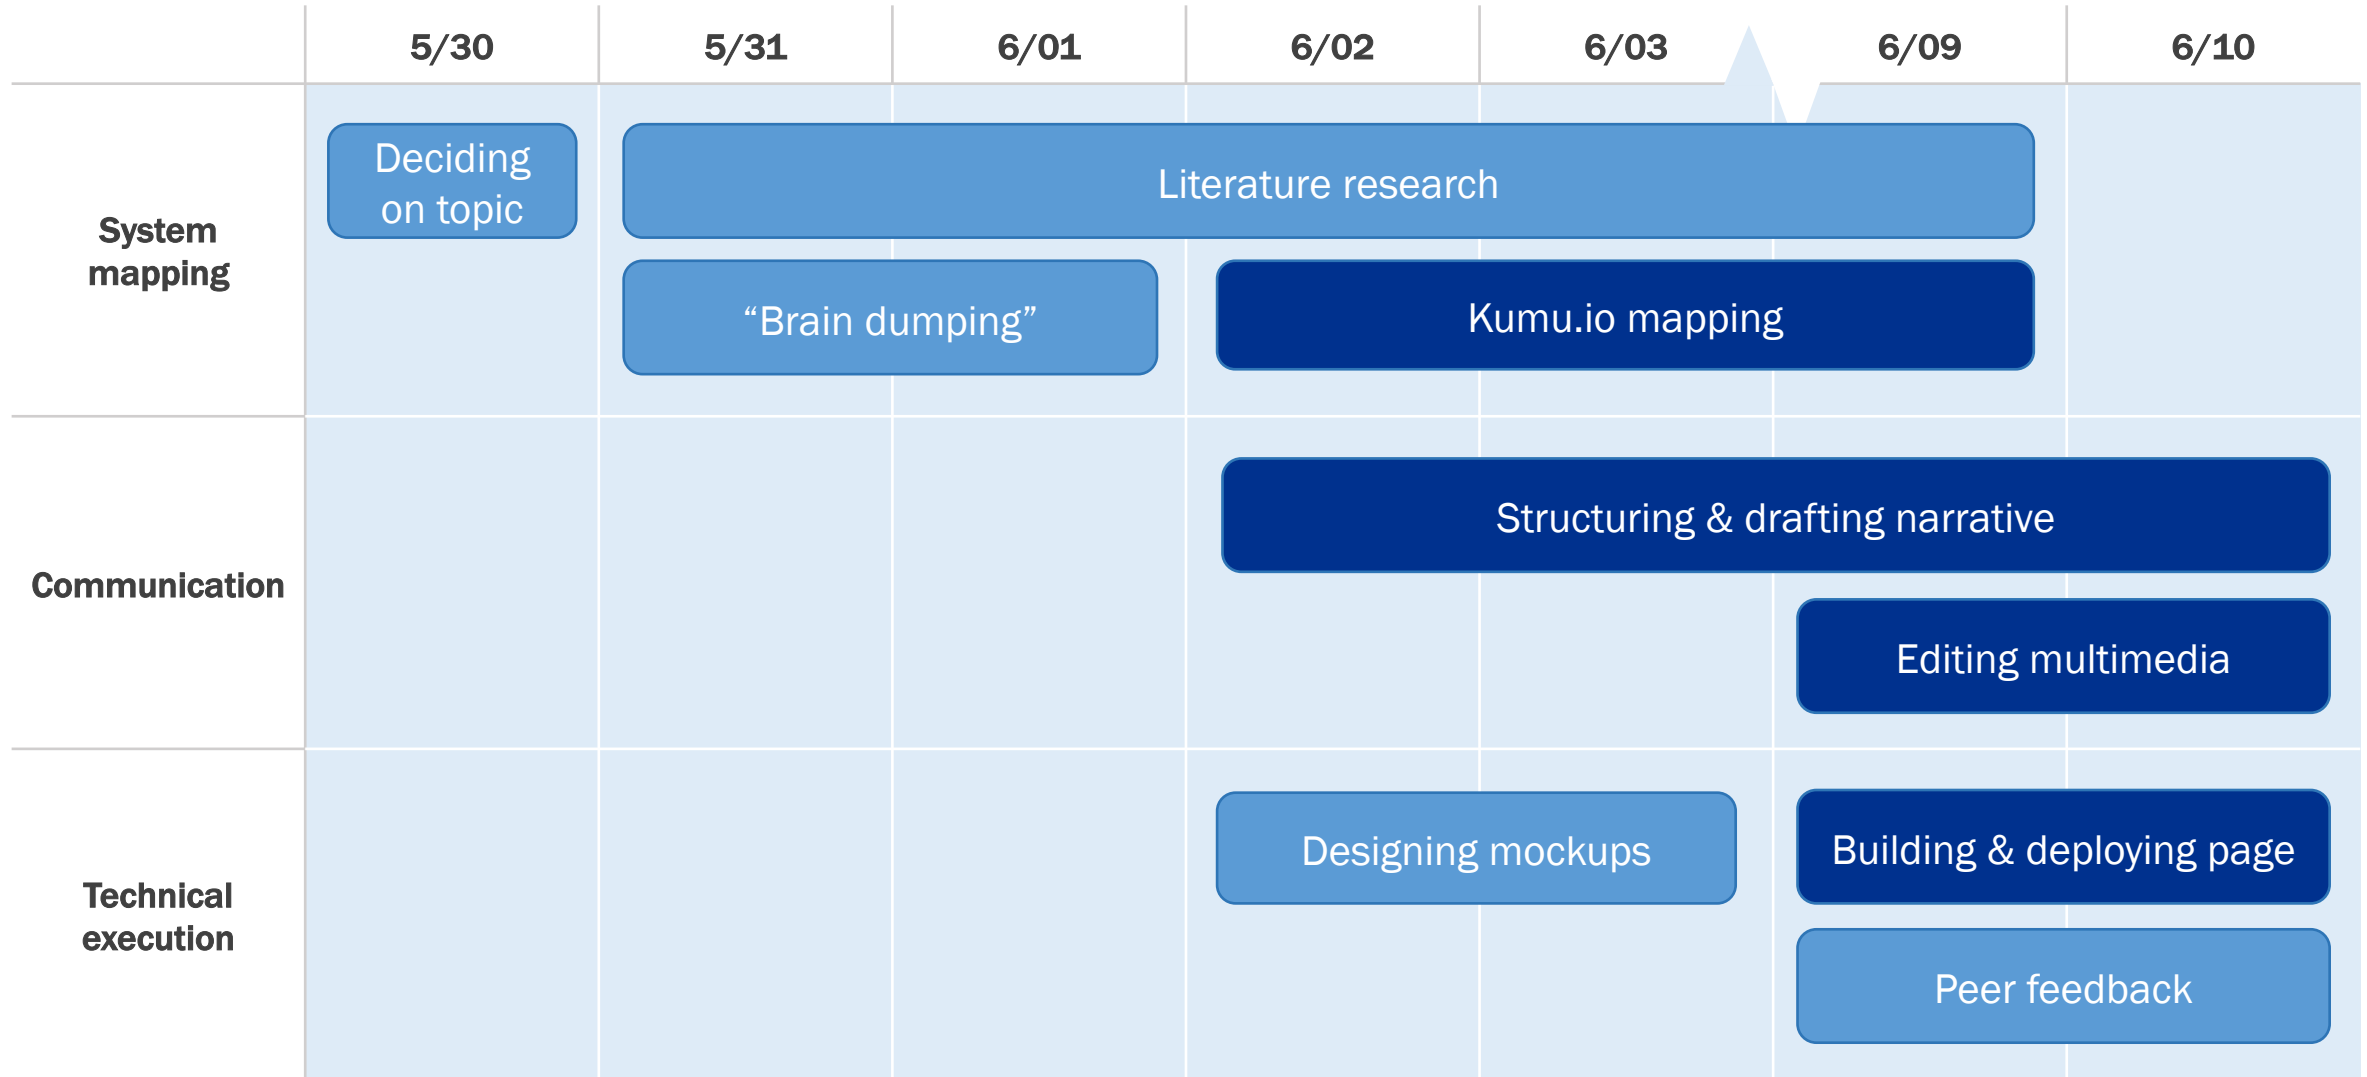 5/30 5/31 6/01 6/02 6/03 6/09 6/10
System
mapping
Deciding
on topic
Literature research
“Brain dumping”
Kumu.io mapping
Communication
Structuring & drafting narrative
Editing multimedia
Technical
execution
Designing mockups
Building & deploying page
Peer feedback